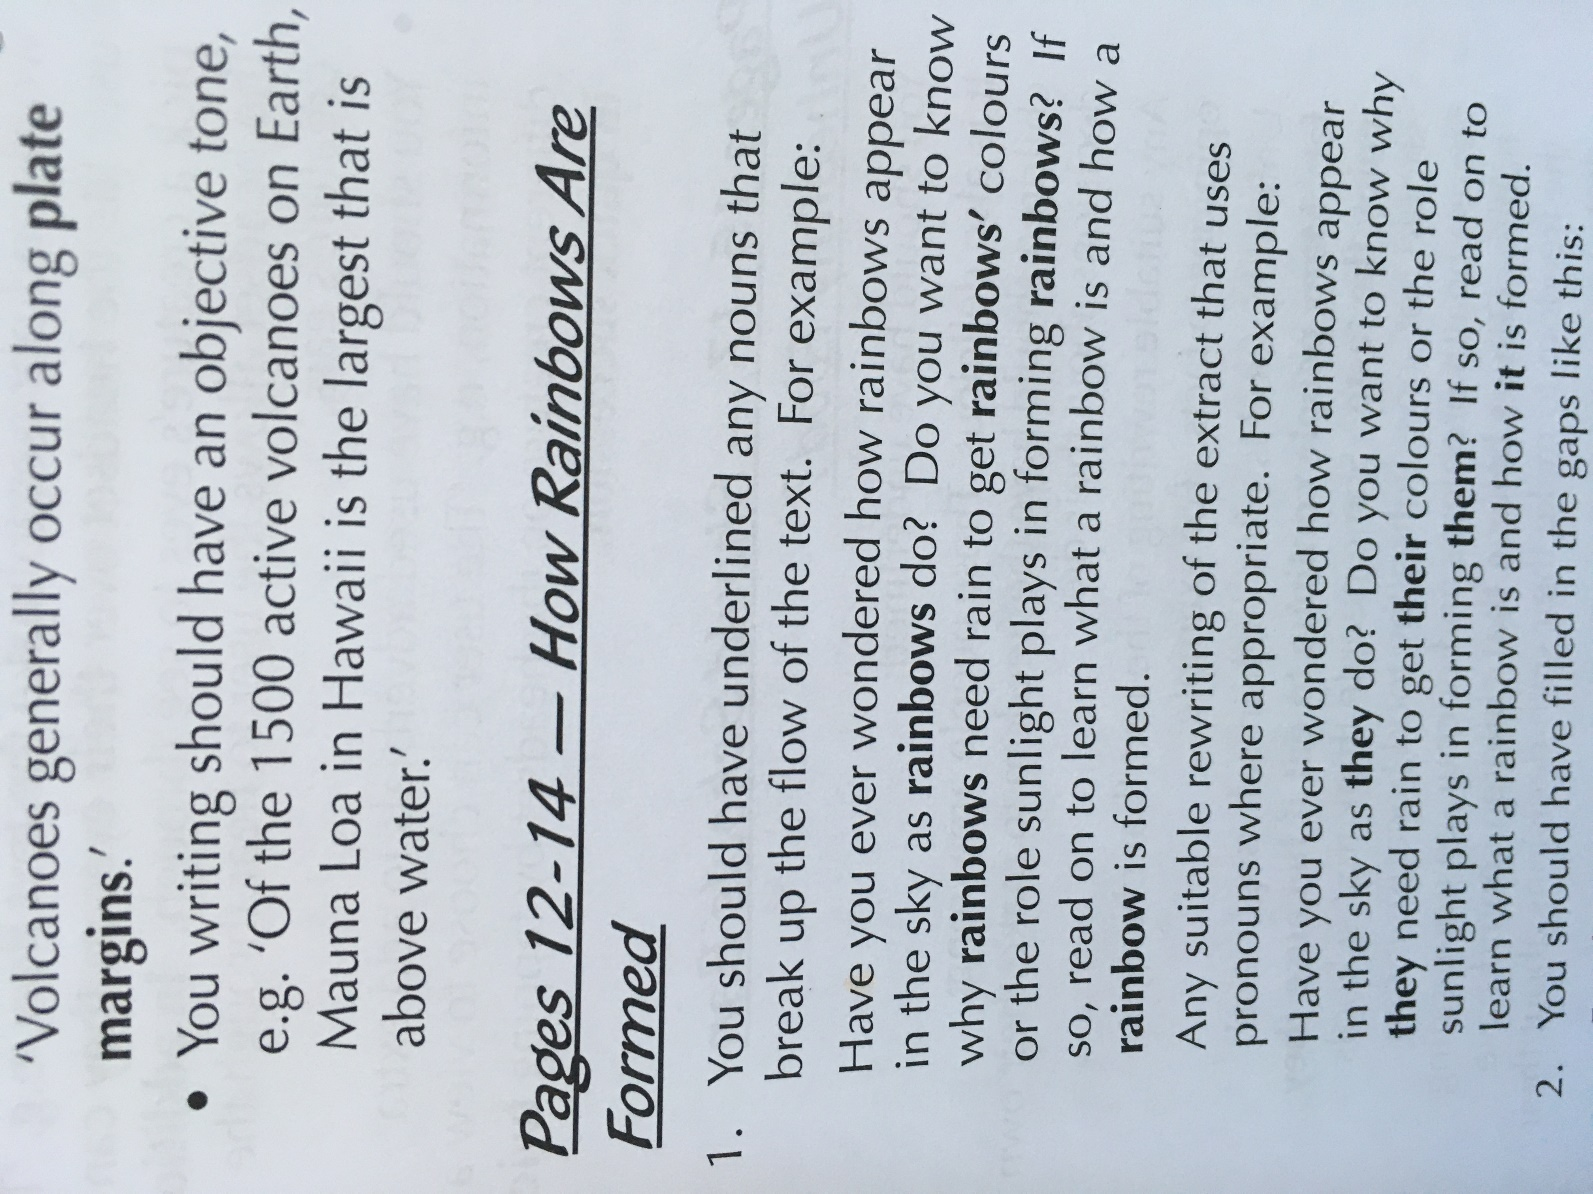 ‘Volcanoes generally occur along plate
margins.’
• You writing should have an objective tone,
e.g. ‘Of the 1500 active volcanoes on Earth,
Mauna Loa in Hawaii is the largest that is
above water.’
Pages 12-14 — How Rainbows Are
Formed
1. You should have underlined any nouns that
break up the flow of the text. For example:
Have you ever wondered how rainbows appear
in the sky as rainbows do? Do you want to know
why rainbows need rain to get rainbows’ colours
or the role sunlight plays in forming rainbows? If
so, read on to learn what a rainbow is and how a
rainbow is formed.
Any suitable rewriting of the extract that uses
pronouns where appropriate. For example:
Have you ever wondered how rainbows appear
in the sky as they do? Do you want to know why
they need rain to get their colours or the role
sunlight plays in forming them? If so, read on to
learn what a rainbow is and how it is formed.
2. You should have filled in the gaps like this: